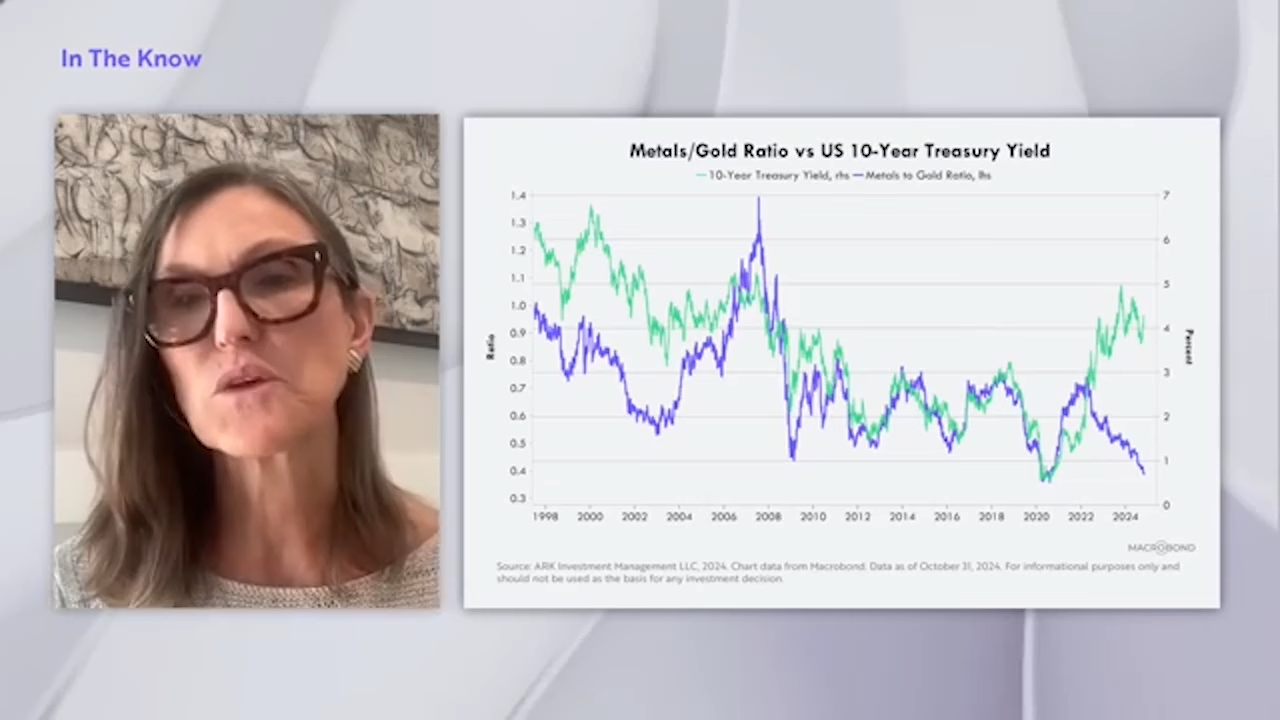 In The Know
Metals/Gold Ratio vs US 10-Year Treasury Yield
10-Year Treasury Yield, rhs Metals to Gold Ratio, lhs
1.4 7
1.3
1.2 6
1.1 5
1.0
0.9 4
0.8
0.7 3
0.6 2
0.5
0.4 1
0.3 0
Ratio
Percent
1998 2000 2002 2004 2006 2008 2010 2012 2014 2016 2018 2020 2022 2024
MACROBOND
Source: ARK Investment Management LLC, 2024. Chart data from Macrobond. Data as of October 31, 2024. For informational purposes only and
should not be used as the basis for any investment decision.